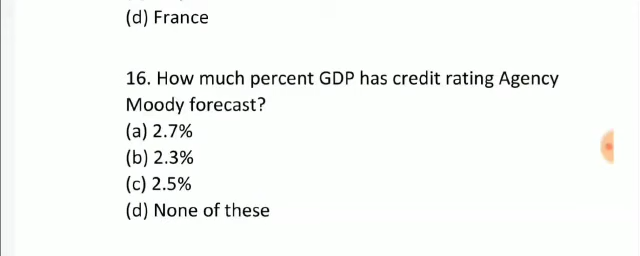 (d) France
16. How much percent GDP has credit rating Agency
Moody forecast?
(a) 2.7%
(b) 2.3%
(c) 2.5%
(d) None of these